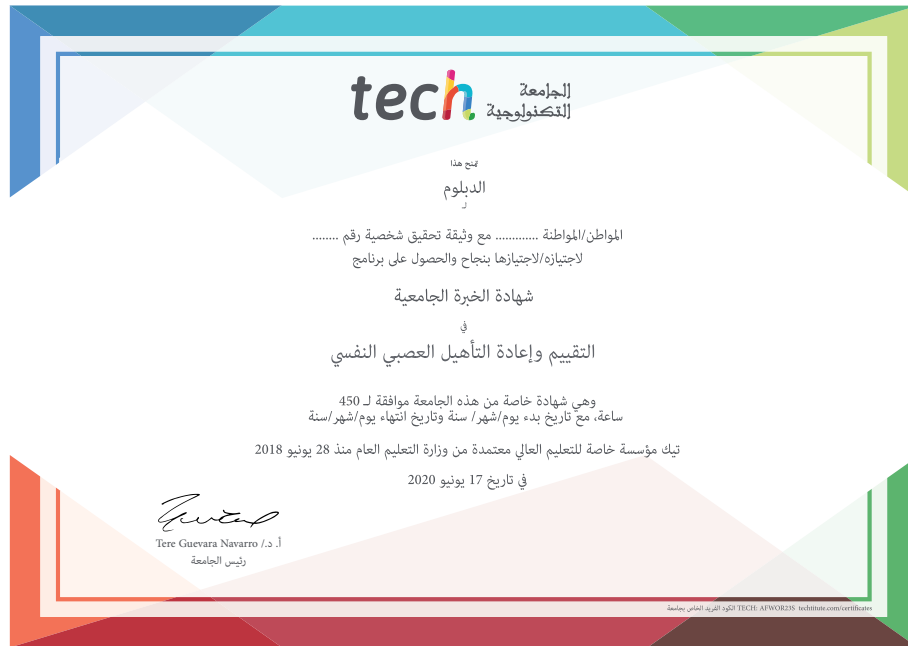 tech الجامعة
التكنولوجية
تمنح هذا
الدبلوم
لـ
المواطن/المواطنة ............. مع وثيقة تحقيق شخصية رقم ........
لاجتيازه/لاجتيازها بنجاح والحصول على برنامج
شهادة الخبرة الجامعية
في
التقييم وإعادة التأهيل العصبي النفسي
وهي شهادة خاصة من هذه الجامعة موافقة لـ 450
ساعة، مع تاريخ بدء يوم/شهر/ سنة وتاريخ انتهاء يوم/شهر/سنة
تيك مؤسسة خاصة للتعليم العالي معتمدة من وزارة التعليم العام منذ 28 يونيو 2018
في تاريخ 17 يونيو 2020
أ. د./ Tere Guevara Navarro
رئيس الجامعة
الكود الفريد الخاص بجامعة TECH: AFWOR23S techtitute.com/certificates